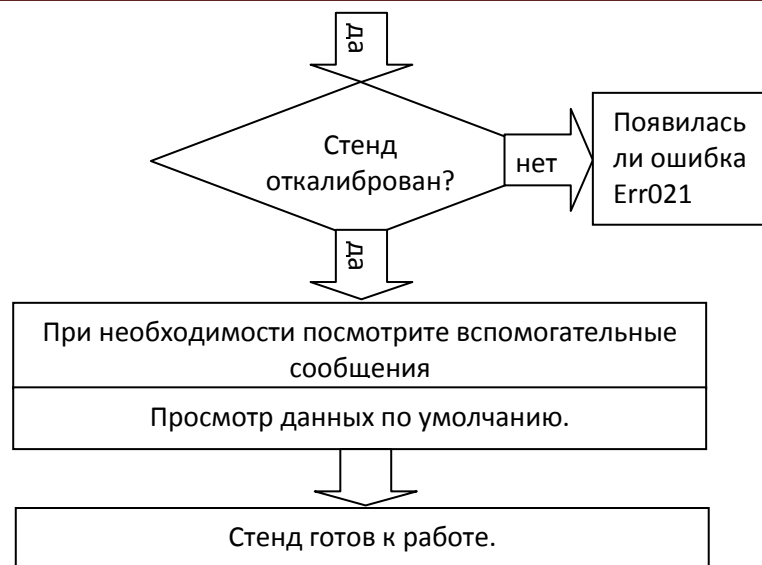 да
Стенд
откалиброван?
нет
Появилась
ли ошибка
Err021
да
При необходимости посмотрите вспомогательные
сообщения
Просмотр данных по умолчанию.
Стенд готов к работе.